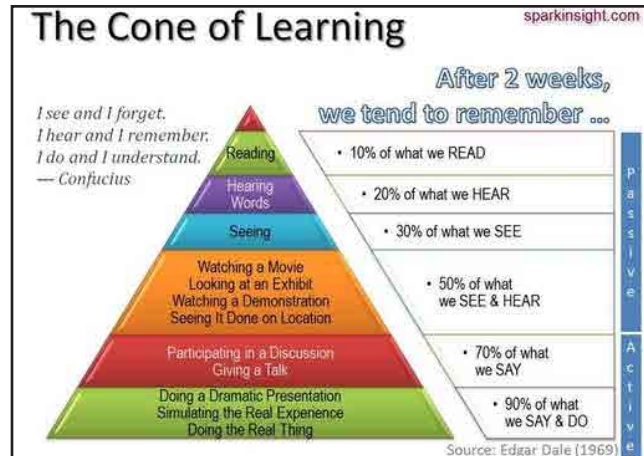 The Cone of Learning
sparkinsight.com
I see and I forget.
I hear and I remember.
I do and I understand.
— Confucius
After 2 weeks,
we tend to remember ...
Reading
• 10% of what we READ
Hearing
Words
• 20% of what we HEAR
Seeing
• 30% of what we SEE
Watching a Movie
Looking at an Exhibit
Watching a Demonstration
Seeing It Done on Location
• 50% of what
we SEE & HEAR
Passive
Participating in a Discussion
Giving a Talk
• 70% of what
we SAY
Doing a Dramatic Presentation
Simulating the Real Experience
Doing the Real Thing
• 90% of what
we SAY & DO
Active
Source: Edgar Dale (1969)